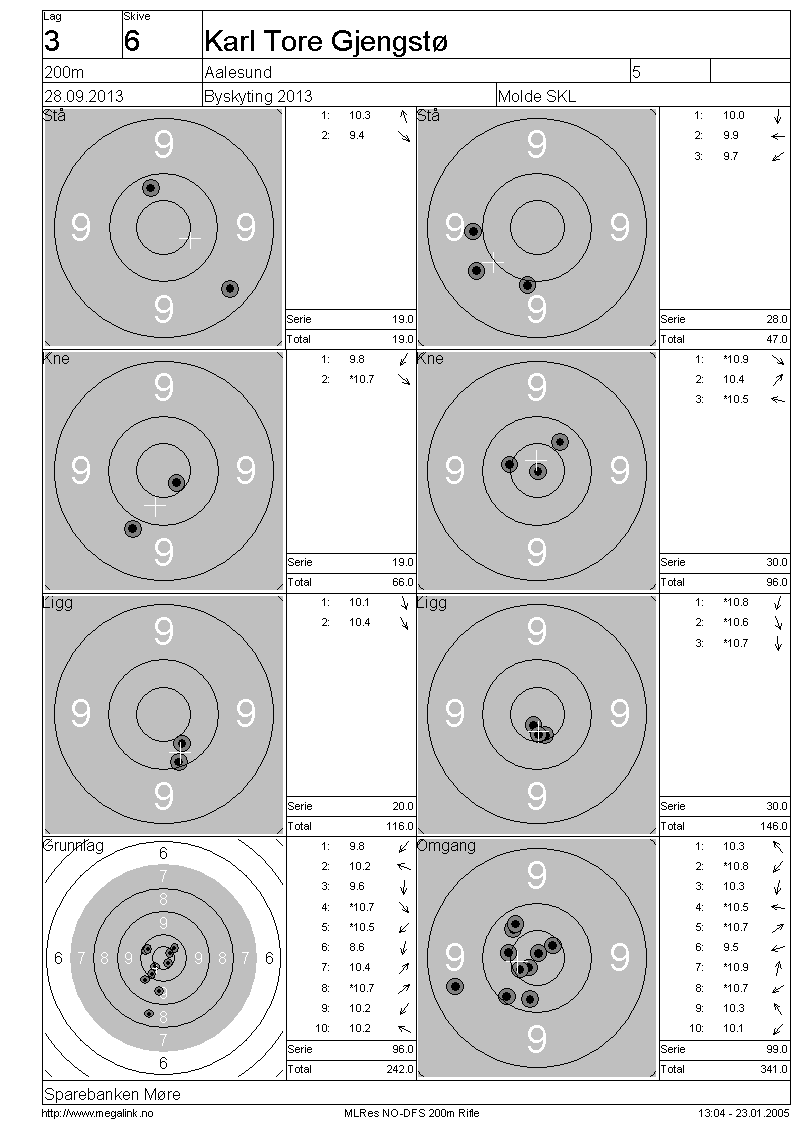 Lag Skive
3 6 Karl Tore Gjengstø
200m Aalesund 5
28.09.2013 Byskyting 2013 Molde SKL
Stå
9
9 9
9
1: 10.3
2: 9.4
Serie 19.0
Total 19.0
Stå
9
9 9
9
1: 10.0
2: 9.9
3: 9.7
Serie 28.0
Total 47.0
Kne
9
9 9
9
1: 9.8
2: *10.7
Serie 19.0
Total 66.0
Kne
9
9 9
9
1: *10.9
2: 10.4
3: *10.5
Serie 30.0
Total 96.0
Ligg
9
9 9
9
1: 10.1
2: 10.4
Serie 20.0
Total 116.0
Ligg
9
9 9
9
1: *10.8
2: *10.6
3: *10.7
Serie 30.0
Total 146.0
Grunnlag
6
7
8
9
6 7 8 9 9 8 7 6
9
8
7
6
1: 9.8
2: 10.2
3: 9.6
4: *10.7
5: *10.5
6: 8.6
7: 10.4
8: *10.7
9: 10.2
10: 10.2
Serie 96.0
Total 242.0
Omgang
9
9 9
9
1: 10.3
2: *10.8
3: 10.3
4: *10.5
5: *10.7
6: 9.5
7: *10.9
8: *10.7
9: 10.3
10: 10.1
Serie 99.0
Total 341.0
Sparebanken Møre
http://www.megalink.no MLRes NO-DFS 200m Rifle 13:04 - 23.01.2005